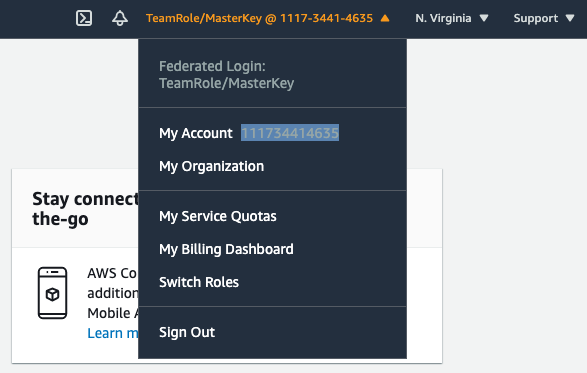 TeamRole/MasterKey @ 1117-3441-4635
N. Virginia
Support
Federated Login:
TeamRole/MasterKey
My Account 111734414635
My Organization
My Service Quotas
My Billing Dashboard
Switch Roles
Sign Out
Stay connect
the-go
AWS Co
addition
Mobile A
Learn m